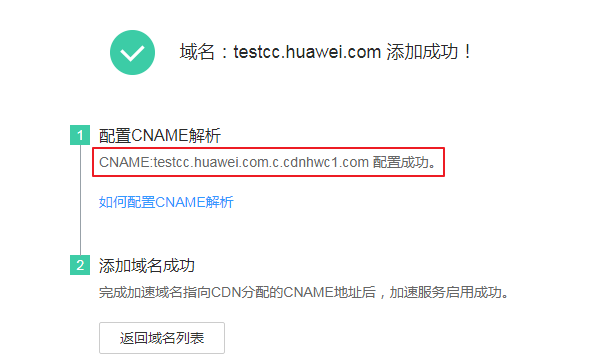 域名：testcc.huawei.com 添加成功！
1 配置CNAME解析
CNAME:testcc.huawei.com.c.cdnhwc1.com 配置成功。
如何配置CNAME解析
2 添加域名成功
完成加速域名指向CDN分配的CNAME地址后，加速服务启用成功。
返回域名列表